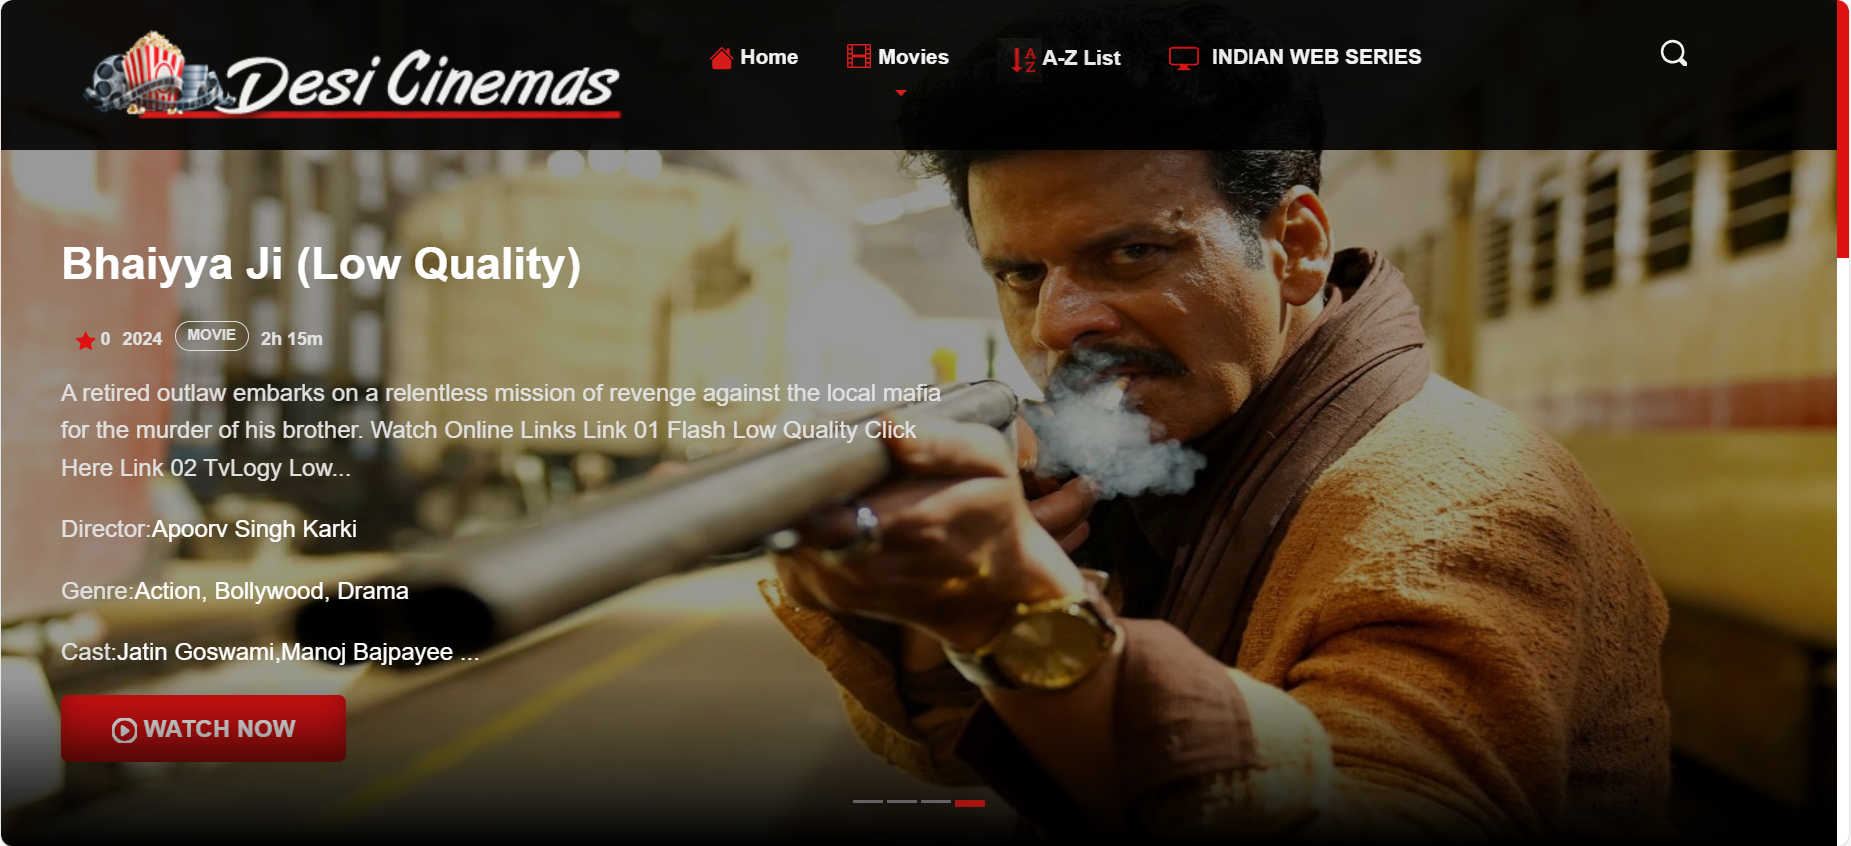 Desi Cinemas
Home
Movies
A-Z List
INDIAN WEB SERIES
Bhaiyya Ji (Low Quality)
0 2024 MOVIE 2h 15m
A retired outlaw embarks on a relentless mission of revenge against the local mafia
for the murder of his brother. Watch Online Links Link 01 Flash Low Quality Click
Here Link 02 TvLogy Low...
Director:Apoorv Singh Karki
Genre:Action, Bollywood, Drama
Cast:Jatin Goswami,Manoj Bajpayee ...
WATCH NOW